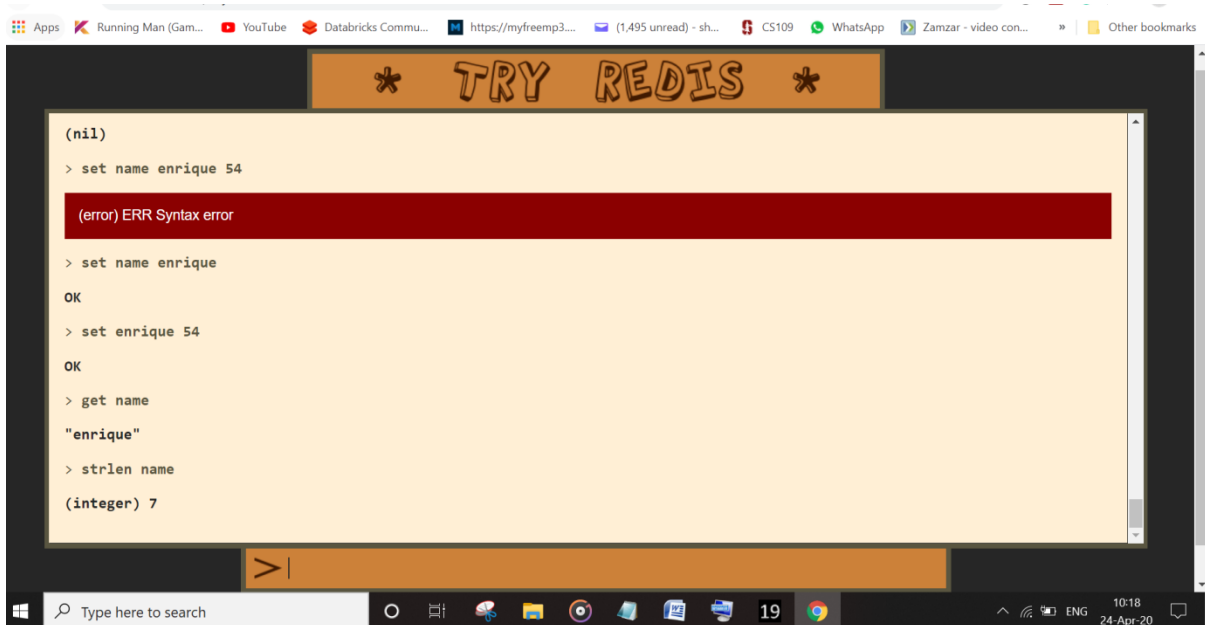 Apps Running Man (Gam... YouTube Databricks Commu... https://myfreemp3.... (1,495 unread) - sh... CS109 WhatsApp Zamzar - video con... » Other bookmarks
* TRY REDIS *
(nil)
> set name enrique 54
(error) ERR Syntax error
> set name enrique
OK
> set enrique 54
OK
> get name
"enrique"
> strlen name
(integer) 7
>
Type here to search 19 ENG 10:18
24-Apr-20